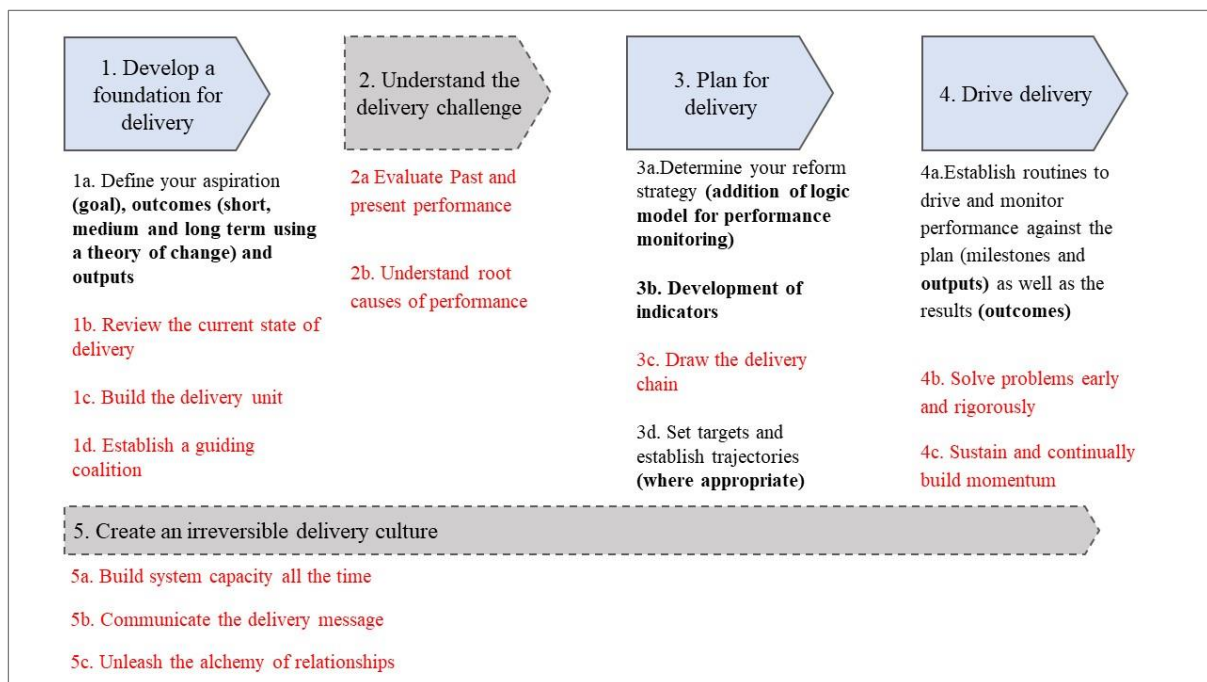 1. Develop a
foundation for
delivery
1a. Define your aspiration
(goal), outcomes (short,
medium and long term using
a theory of change) and
outputs
1b. Review the current state of
delivery
1c. Build the delivery unit
1d. Establish a guiding
coalition
2. Understand the
delivery challenge
2a Evaluate Past and
present performance
2b. Understand root
causes of performance
3. Plan for
delivery
3a.Determine your reform
strategy (addition of logic
model for performance
monitoring)
3b. Development of
indicators
3c. Draw the delivery
chain
3d. Set targets and
establish trajectories
(where appropriate)
4. Drive delivery
4a.Establish routines to
drive and monitor
performance against the
plan (milestones and
outputs) as well as the
results (outcomes)
4b. Solve problems early
and rigorously
4c. Sustain and continually
build momentum
5. Create an irreversible delivery culture
5a. Build system capacity all the time
5b. Communicate the delivery message
5c. Unleash the alchemy of relationships